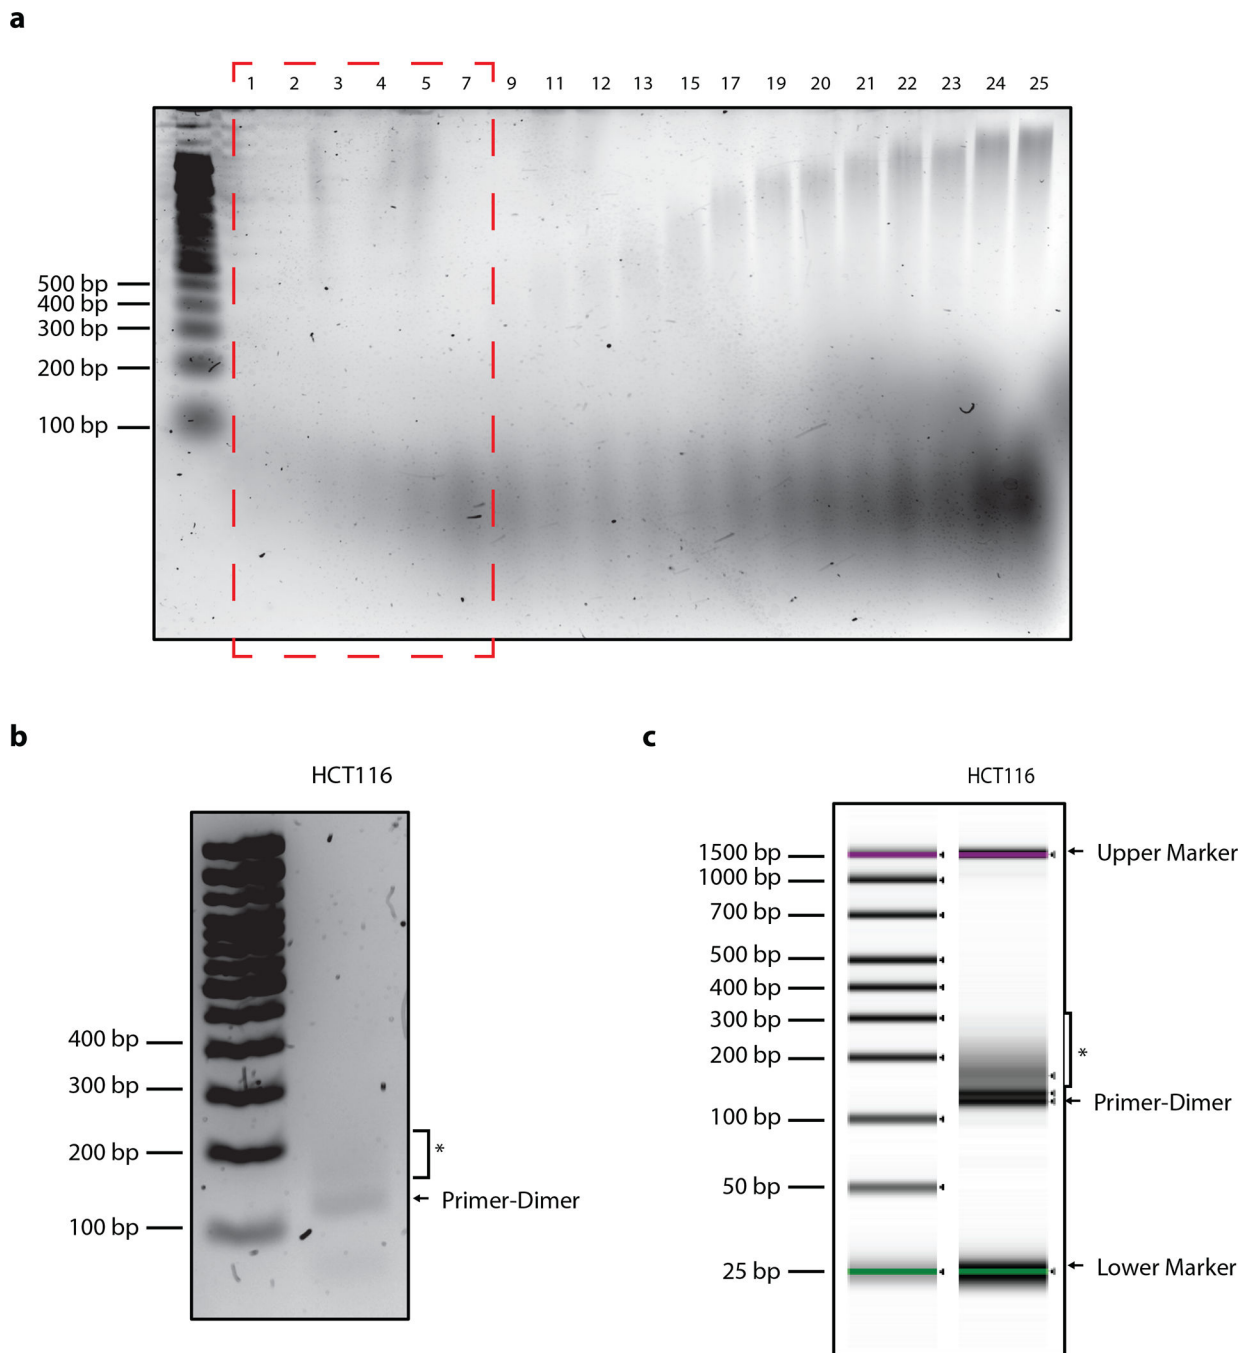 a
1 2 3 4 5 7 9 11 12 13 15 17 19 20 21 22 23 24 25
500 bp
400 bp
300 bp
200 bp
100 bp
b
HCT116
400 bp
300 bp
200 bp
*
Primer-Dimer
100 bp
c
HCT116
1500 bp
Upper Marker
1000 bp
700 bp
500 bp
400 bp
300 bp
*
200 bp
Primer-Dimer
100 bp
50 bp
25 bp
Lower Marker